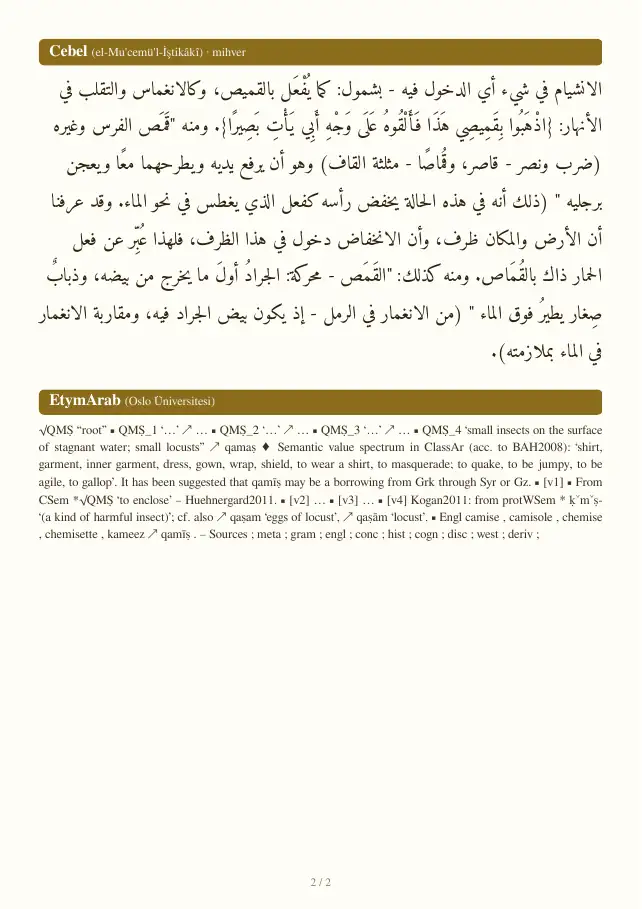 Cebel (el-Mu'cemü'l-İştikâkî) · mihver
الانشيام في شيء أي الدخول فيه - بشمول: كما يُفْعَل بالقميص، وكالانغماس والتقلب في
الأنهار: {اذْهَبُوا بِقَمِيصِي هَذَا فَأَلْقُوهُ عَلَى وَجْهِ أَبِي يَأْتِ بَصِيرًا}. ومنه "قَمَص الفرس وغيره
(ضرب ونصر - قاصر، وقُماصًا - مثلثة القاف) وهو أن يرفع يديه ويطرحهما معًا ويعجن
برجليه " (ذلك أنه في هذه الحالة يخفض رأسه كفعل الذي يغطس في نحو الماء. وقد عرفنا
أن الأرض والمكان ظرف، وأن الانخفاض دخول في هذا الظرف، فلهذا عُبِّر عن فعل
الحمار ذاك بالقُمَاص. ومنه كذلك: "القَمَص - محركة: الجرادُ أولَ ما يخرج من بيضه، وذبابٌ
صِغار يطيرُ فوق الماء " (من الانغمار في الرمل - إذ يكون بيض الجراد فيه، ومقاربة الانغمار
في الماء بملازمته).
EtymArab (Oslo Üniversitesi)
√QMṢ “root” ▪ QMṢ_1 ‘…’ ↗ … ▪ QMṢ_2 ‘…’ ↗ … ▪ QMṢ_3 ‘…’ ↗ … ▪ QMṢ_4 ‘small insects on the surface
of stagnant water; small locusts” ↗ qamaṣ ♦ Semantic value spectrum in ClassAr (acc. to BAH2008): ‘shirt,
garment, inner garment, dress, gown, wrap, shield, to wear a shirt, to masquerade; to quake, to be jumpy, to be
agile, to gallop’. It has been suggested that qamīṣ may be a borrowing from Grk through Syr or Gz. ▪ [v1] ▪ From
CSem *√QMṢ ‘to enclose’ – Huehnergard2011. ▪ [v2] … ▪ [v3] … ▪ [v4] Kogan2011: from protWSem * ḳ˅m˅ṣ-
‘(a kind of harmful insect)’; cf. also ↗ qaṣam ‘eggs of locust’, ↗ qaṣām ‘locust’. ▪ Engl camise , camisole , chemise
, chemisette , kameez ↗ qamīṣ . – Sources ; meta ; gram ; engl ; conc ; hist ; cogn ; disc ; west ; deriv ;
2 / 2